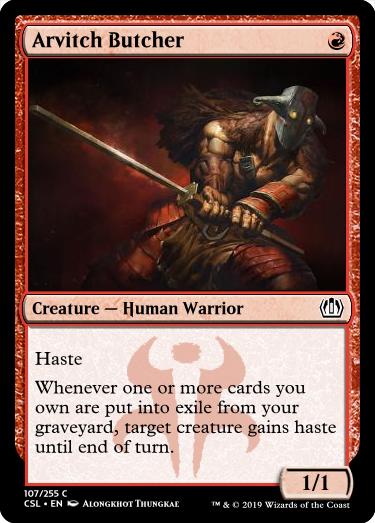 Arvitch Butcher
Creature — Human Warrior
Haste
Whenever one or more cards you
own are put into exile from your
graveyard, target creature gains haste
until end of turn.
1/1
107/255 C
CSL • EN Alongkhot Thungkae
™ & © 2019 Wizards of the Coast